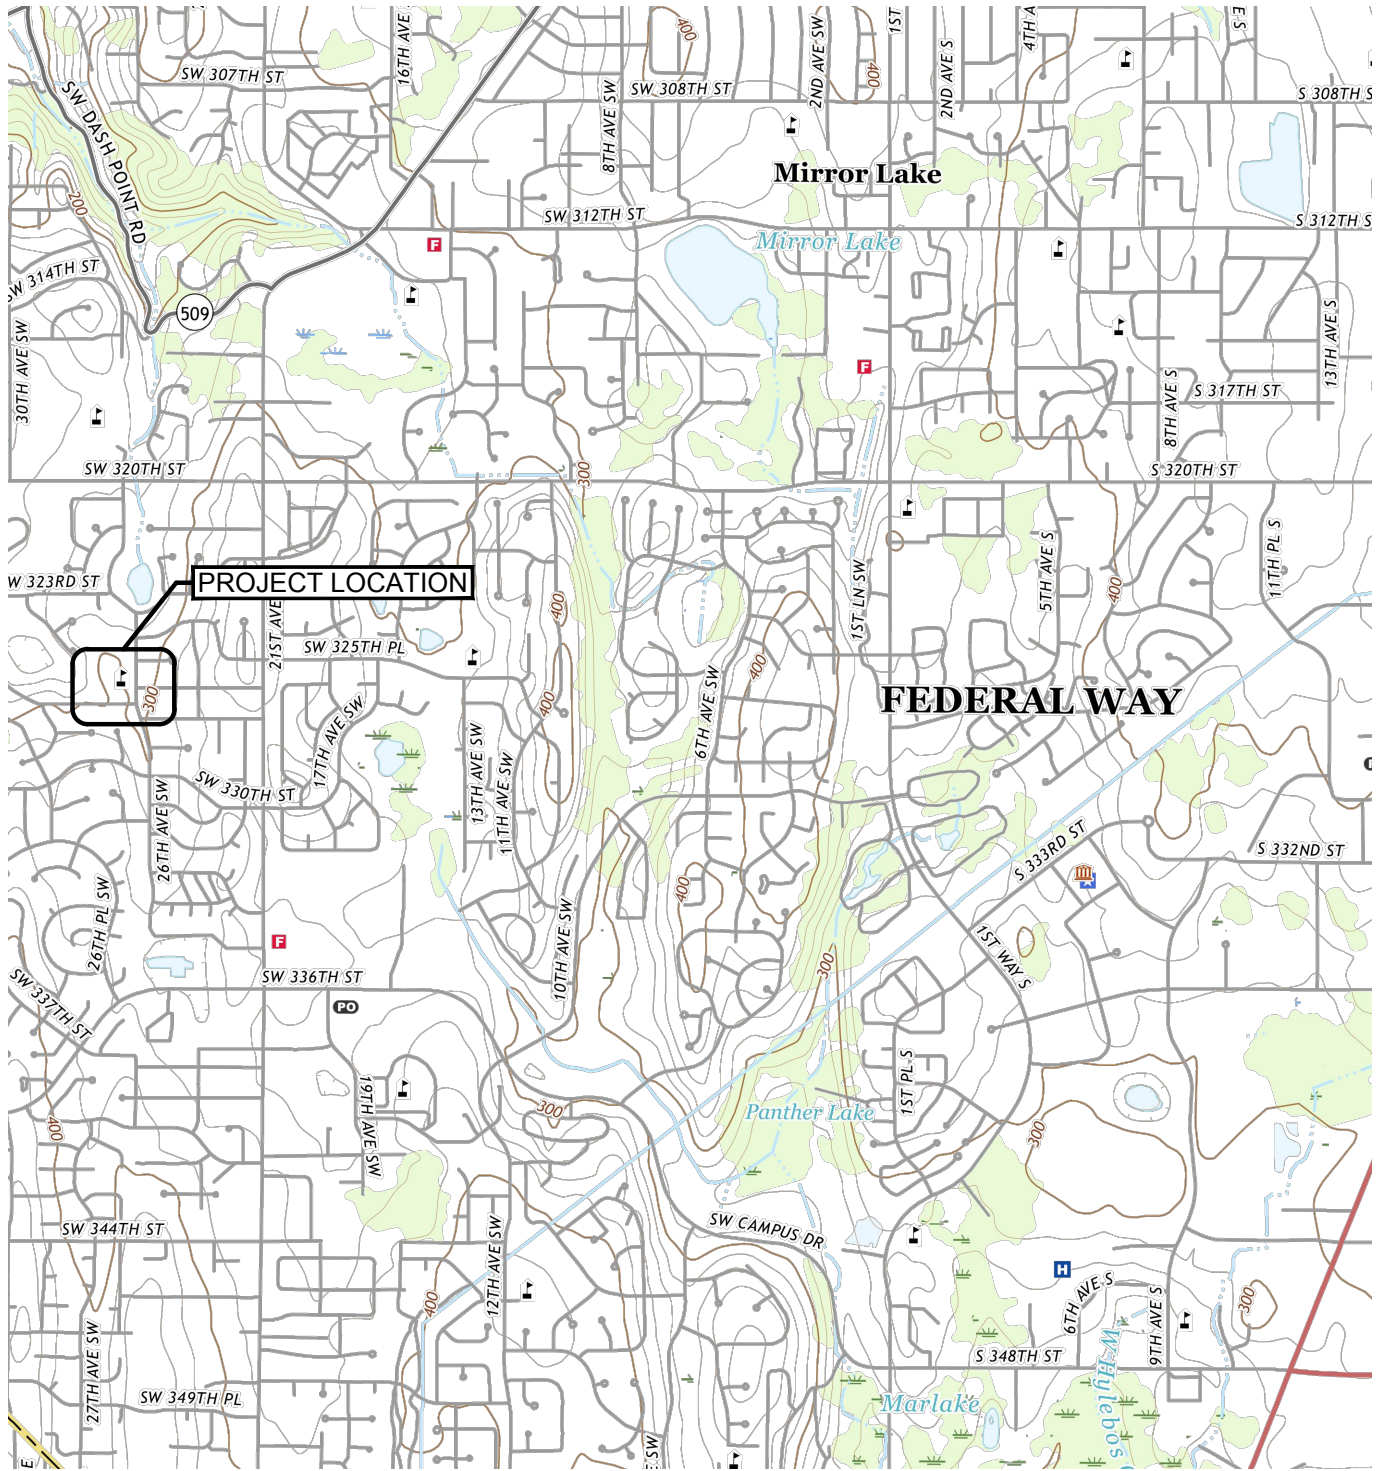 16TH AVE
400
2ND AVE SW
1ST
2ND AVE S
4TH A
S E
SW 307TH ST
SW 308TH ST
400
S 308TH S
SW DASH POINT RD
8TH AVE SW
Mirror Lake
200
SW 312TH ST
S 312TH S
F
Mirror Lake
SW 314TH ST
509
30TH AVE SW
13TH AVE S
F
8TH AVE S
S 317TH ST
SW 320TH ST
300
S 320TH ST
5TH AVE S
11TH PL S
W 323RD ST
PROJECT LOCATION
400
1ST LN SW
400
21ST AVE
SW 325TH PL
400
300
17TH AVE SW
400
6TH AVE SW
FEDERAL WAY
SW 330TH ST
13TH AVE SW
11TH AVE SW
26TH AVE SW
S 333RD ST
S 332ND ST
400
26TH PL SW
10TH AVE SW
F
1ST WAY S
300
SW 336TH ST
SW 337TH ST
PO
19TH AVE SW
1ST PL S
300
Panther Lake
400
300
SW 344TH ST
SW CAMPUS DR
12TH AVE SW
H
400
6TH AVE S
9TH AVE S
300
27TH AVE SW
S 348TH ST
W Hylebos C
SW 349TH PL
Marlake
E
E SW